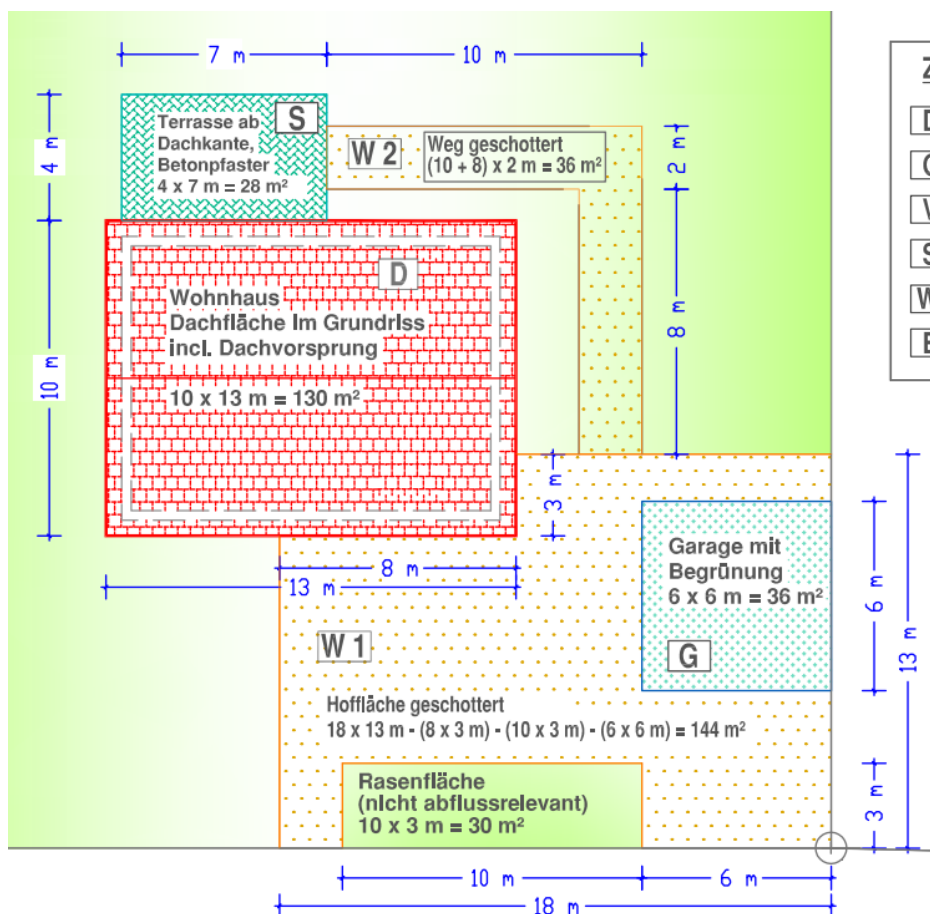 7 m
10 m
Z
D
G
V
S
W
E
4 m
Terrasse ab
Dachkante,
Betonpfaster
4 x 7 m = 28 m²
S
W 2
Weg geschottert
(10 + 8) x 2 m = 36 m²
2 m
10 m
D
Wohnhaus
Dachfläche Im GrundrIss
incl. Dachvorsprung
10 x 13 m = 130 m²
8 m
3 m
8 m
13 m
Garage mit
Begrünung
6 x 6 m = 36 m²
G
6 m
13 m
W 1
Hoffläche geschottert
18 x 13 m - (8 x 3 m) - (10 x 3 m) - (6 x 6 m) = 144 m²
Rasenfläche
(nIcht abflussrelevant)
10 x 3 m = 30 m²
3 m
10 m
6 m
18 m